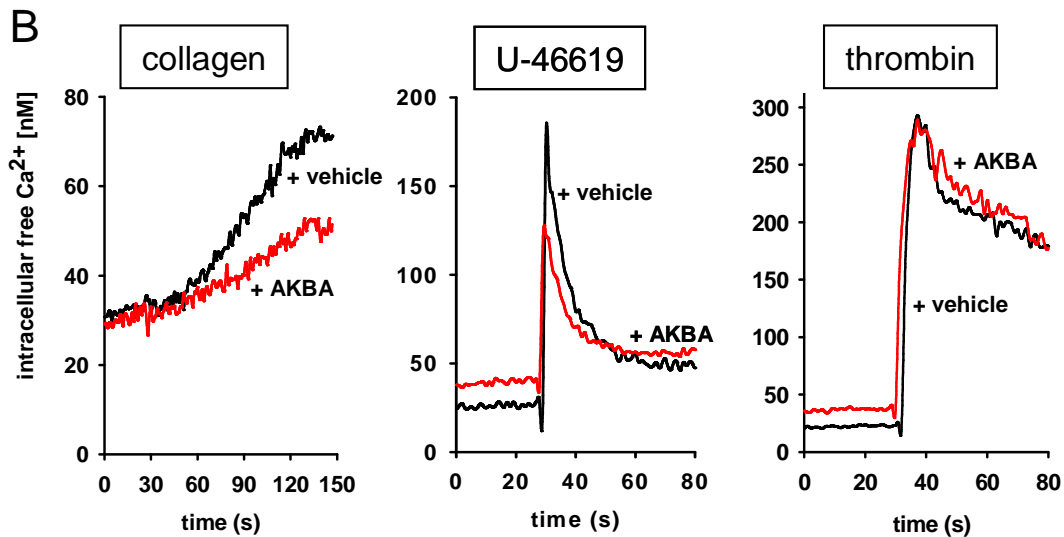 B
collagen
U-46619
thrombin
intracellular free Ca2+ [nM]
80
60
40
20
0
+ vehicle
+ AKBA
0 30 60 90 120 150
time (s)
200
150
100
50
0
+ vehicle
+ AKBA
0 20 40 60 80
time (s)
300
250
200
150
100
50
0
+ AKBA
+ vehicle
0 20 40 60 80
time (s)